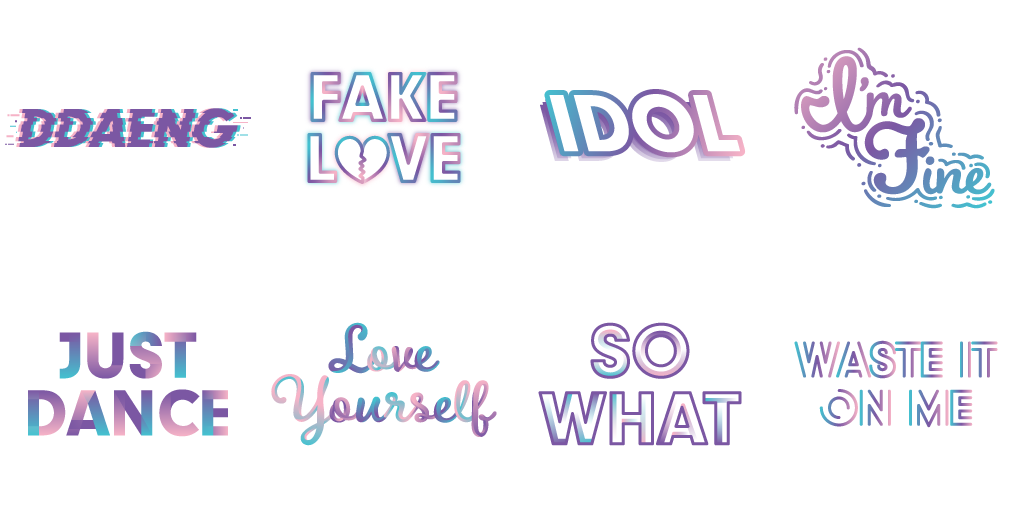 DDAENG
FAKE
LOVE
IDOL
I'm
Fine
JUST
DANCE
Love
Yourself
SO
WHAT
WASTE IT
ON ME